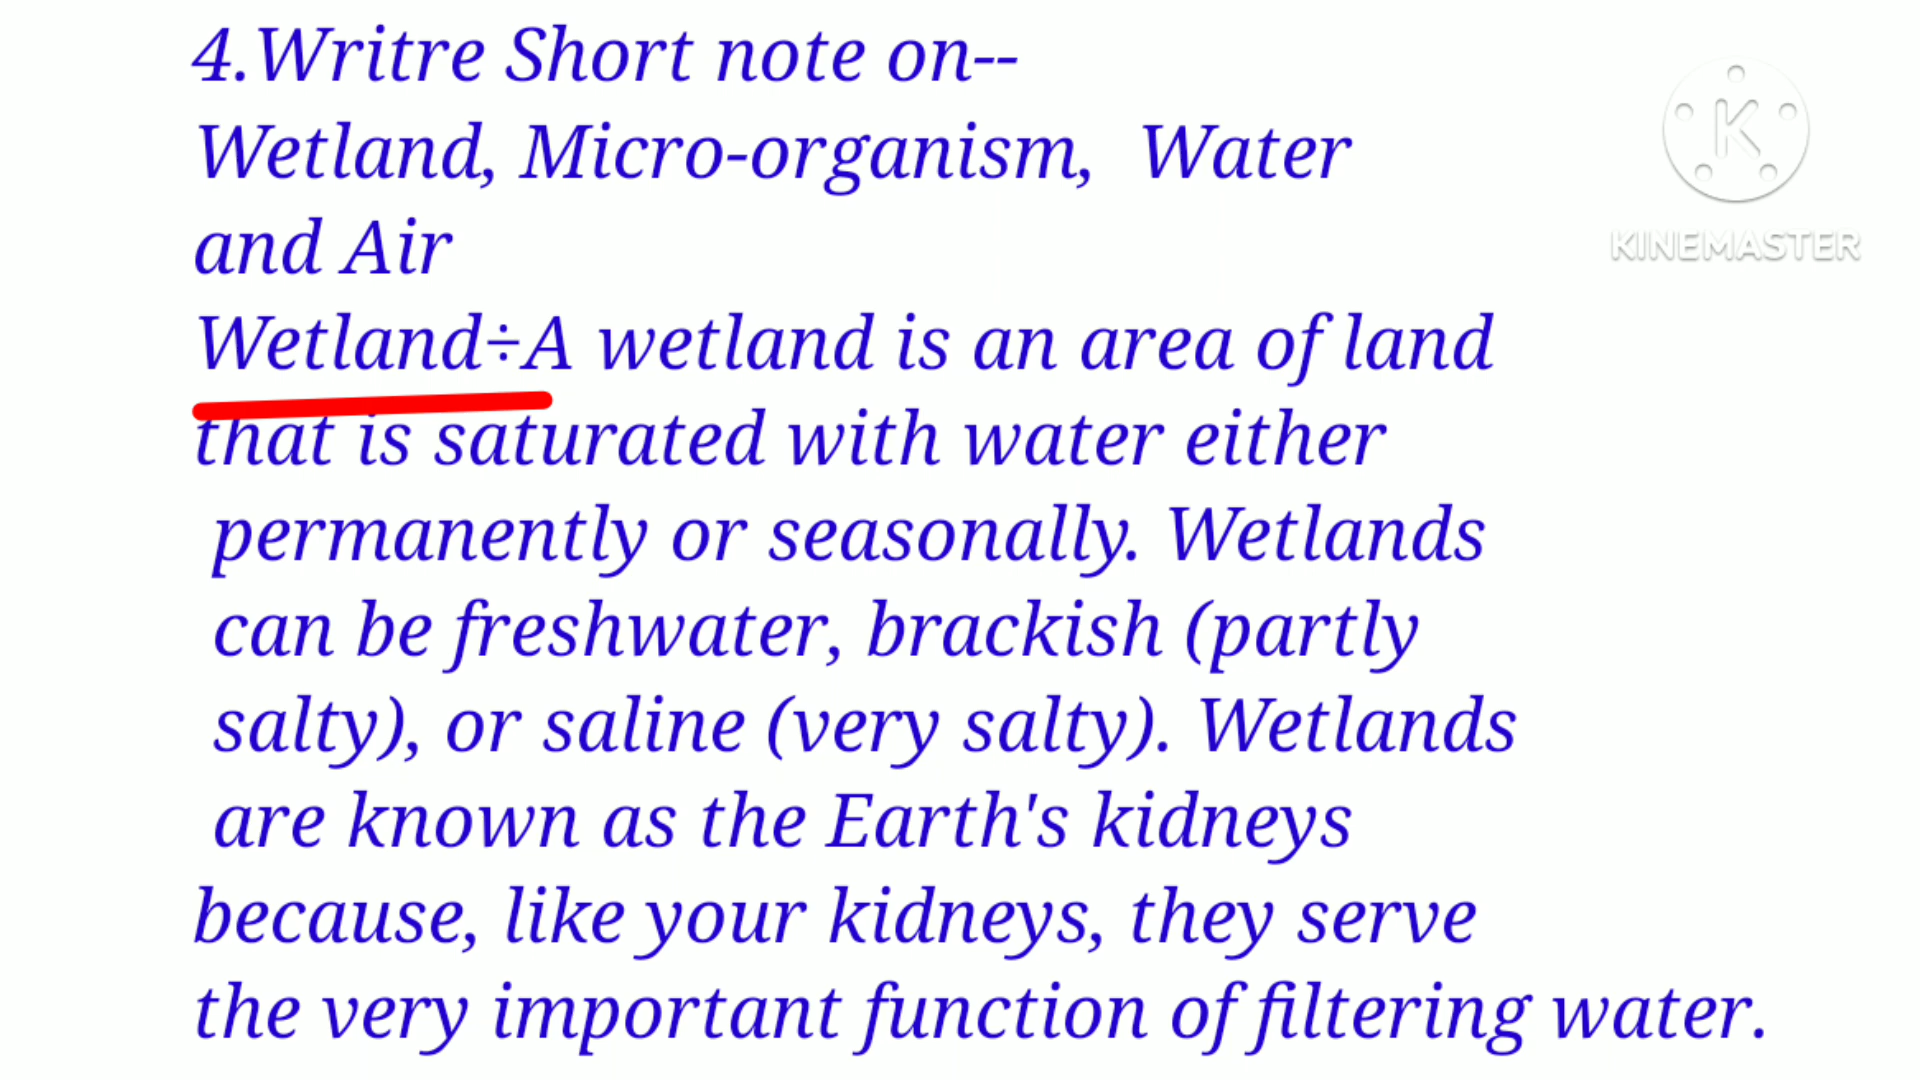 4.Writre Short note on--
Wetland, Micro-organism,  Water
and Air
Wetland÷A wetland is an area of land
that is saturated with water either
permanently or seasonally. Wetlands
can be freshwater, brackish (partly
salty), or saline (very salty). Wetlands
are known as the Earth's kidneys
because, like your kidneys, they serve
the very important function of filtering water.
K
KINEMASTER